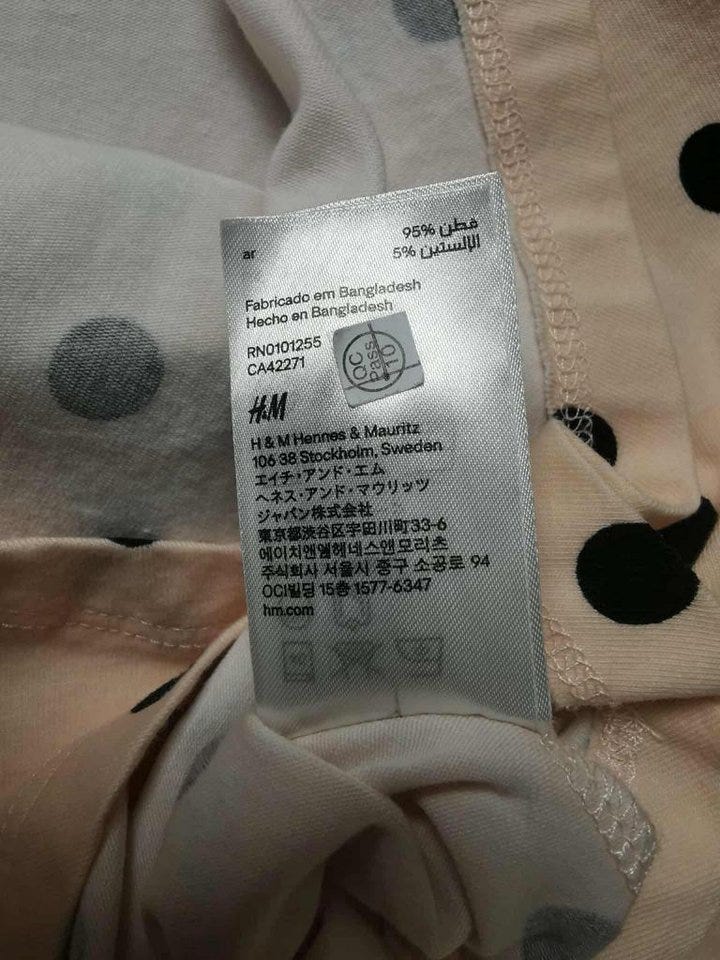 ar
قطن 95%
الإلستين 5%
Fabricado em Bangladesh
Hecho en Bangladesh
RN0101255
CA42271
QC
Pass
10
H&M
H & M Hennes & Mauritz
106 38 Stockholm, Sweden
エイチ・アンド・エム
ヘネス・アンド・マウリッツ
ジャパン株式会社
東京都渋谷区宇田川町33-6
에이치앤엠헤네스앤모리츠
주식회사 서울시 중구 소공로 94
OCI빌딩 15층 1577-6347
hm.com